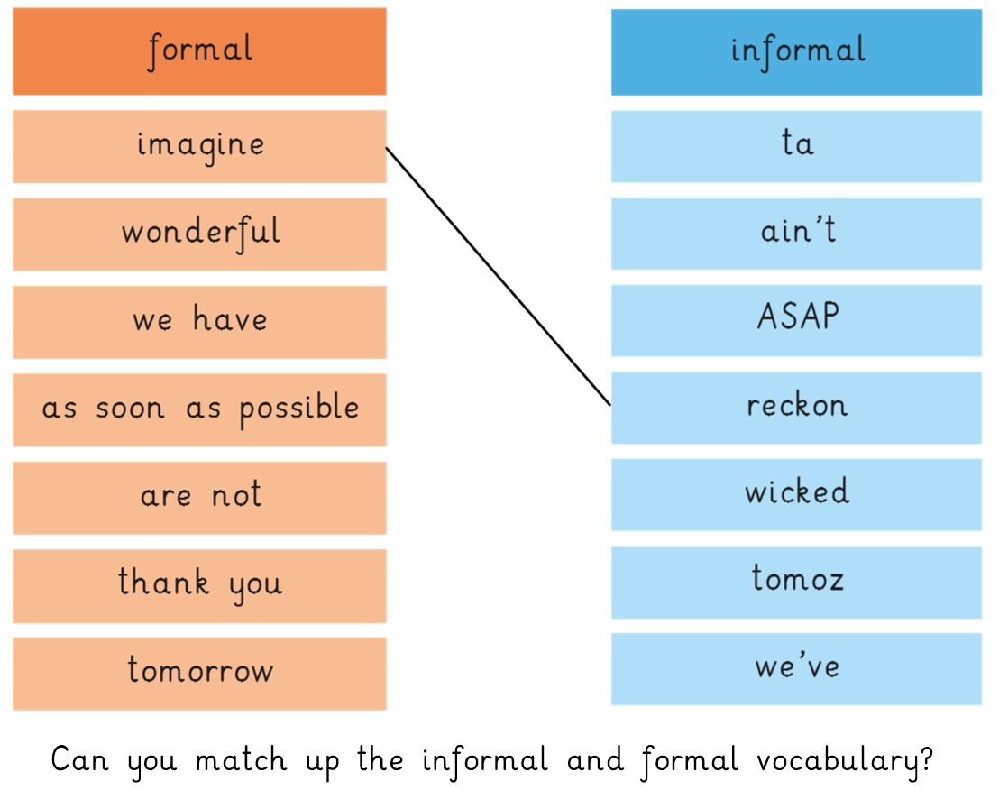 formal
informal
imagine
ta
wonderful
ain't
we have
ASAP
as soon as possible
reckon
are not
wicked
thank you
tomoz
tomorrow
we've
Can you match up the informal and formal vocabulary?